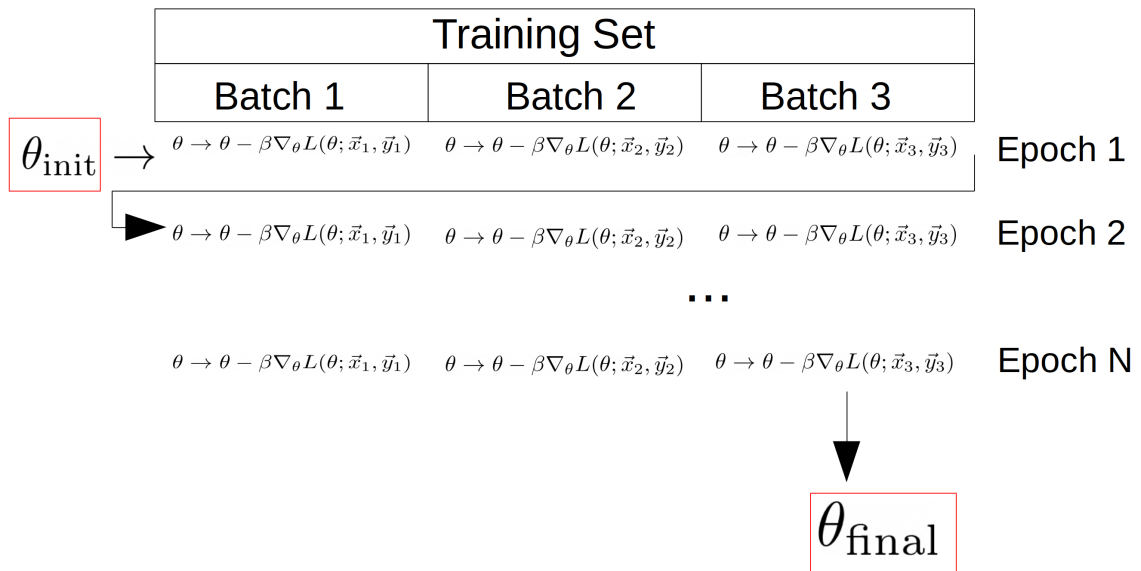 Training Set
Batch 1 Batch 2 Batch 3
θ_init → θ → θ − β∇_θL(θ; x⃗_1, y⃗_1) θ → θ − β∇_θL(θ; x⃗_2, y⃗_2) θ → θ − β∇_θL(θ; x⃗_3, y⃗_3) Epoch 1
θ → θ − β∇_θL(θ; x⃗_1, y⃗_1) θ → θ − β∇_θL(θ; x⃗_2, y⃗_2) θ → θ − β∇_θL(θ; x⃗_3, y⃗_3) Epoch 2
...
θ → θ − β∇_θL(θ; x⃗_1, y⃗_1) θ → θ − β∇_θL(θ; x⃗_2, y⃗_2) θ → θ − β∇_θL(θ; x⃗_3, y⃗_3) Epoch N
θ_final